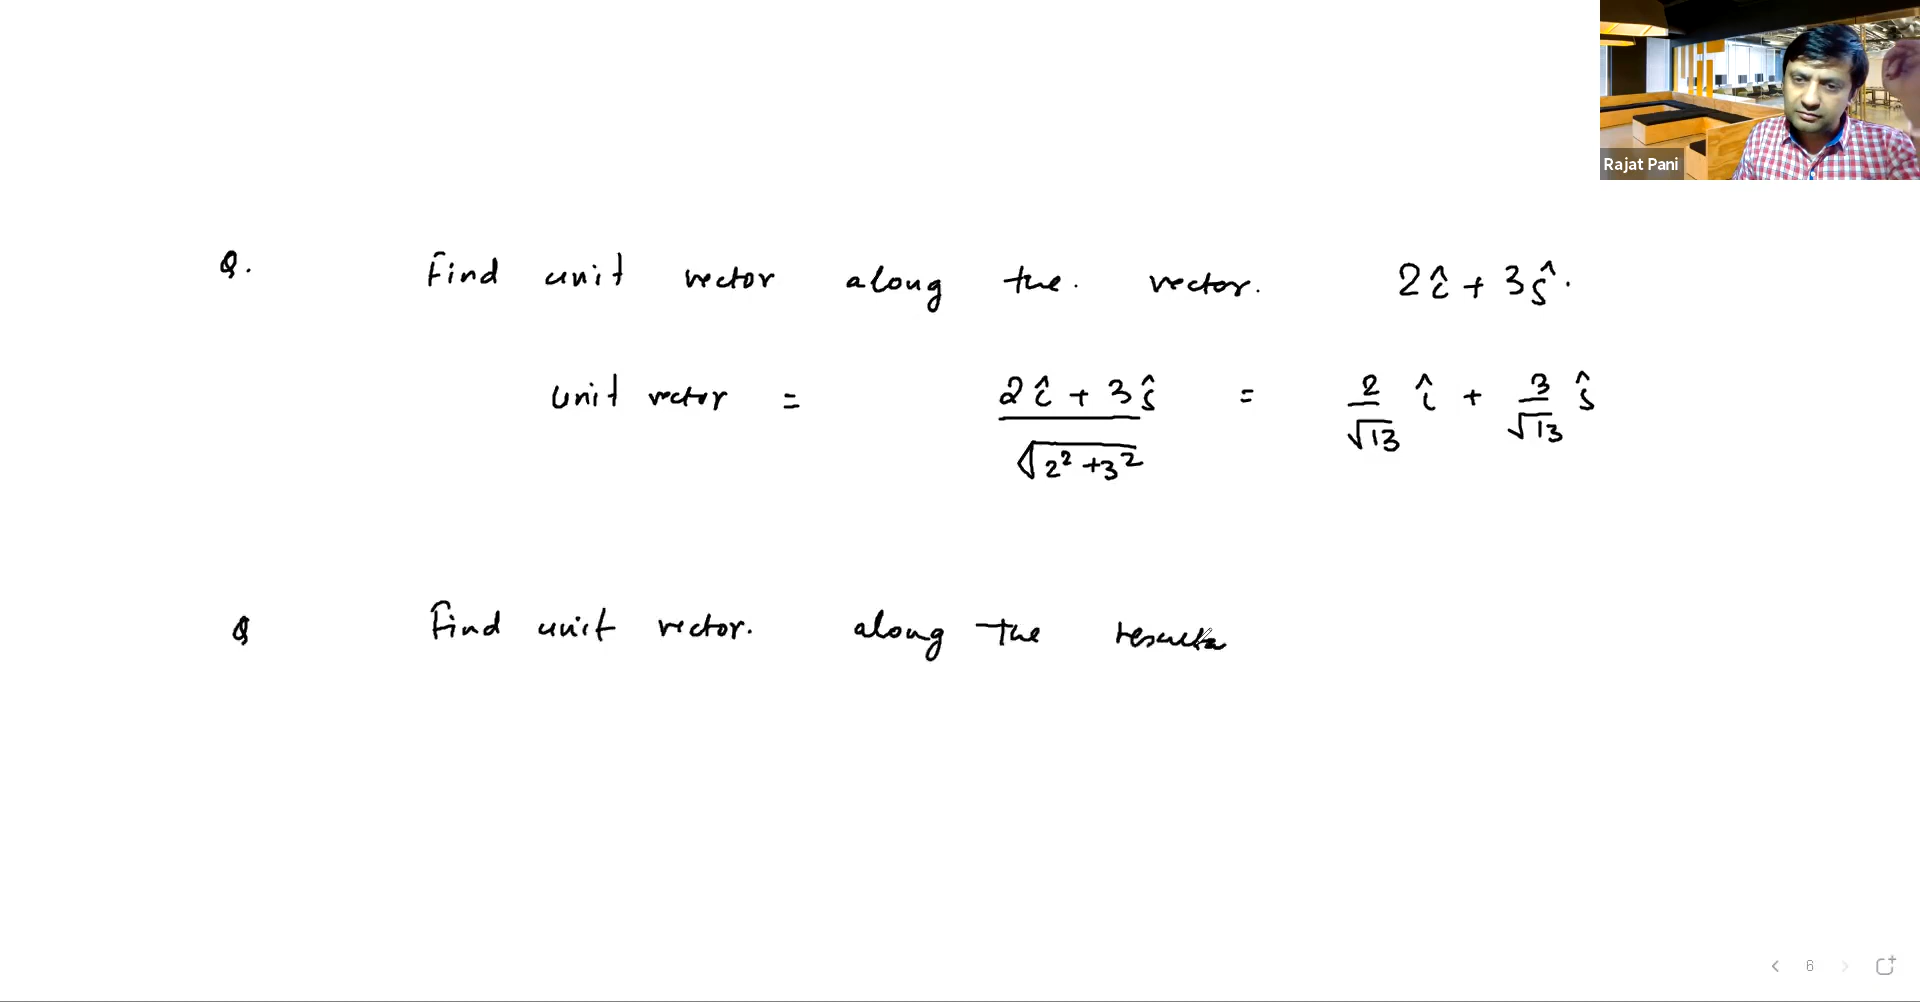 Rajat Pani
Q. Find unit vector along the. vector. 2î + 3ĵ.
unit vector = (2î + 3ĵ)/√(2² + 3²) = 2/√13 î + 3/√13 ĵ
Q Find unit vector. along the resulta
6